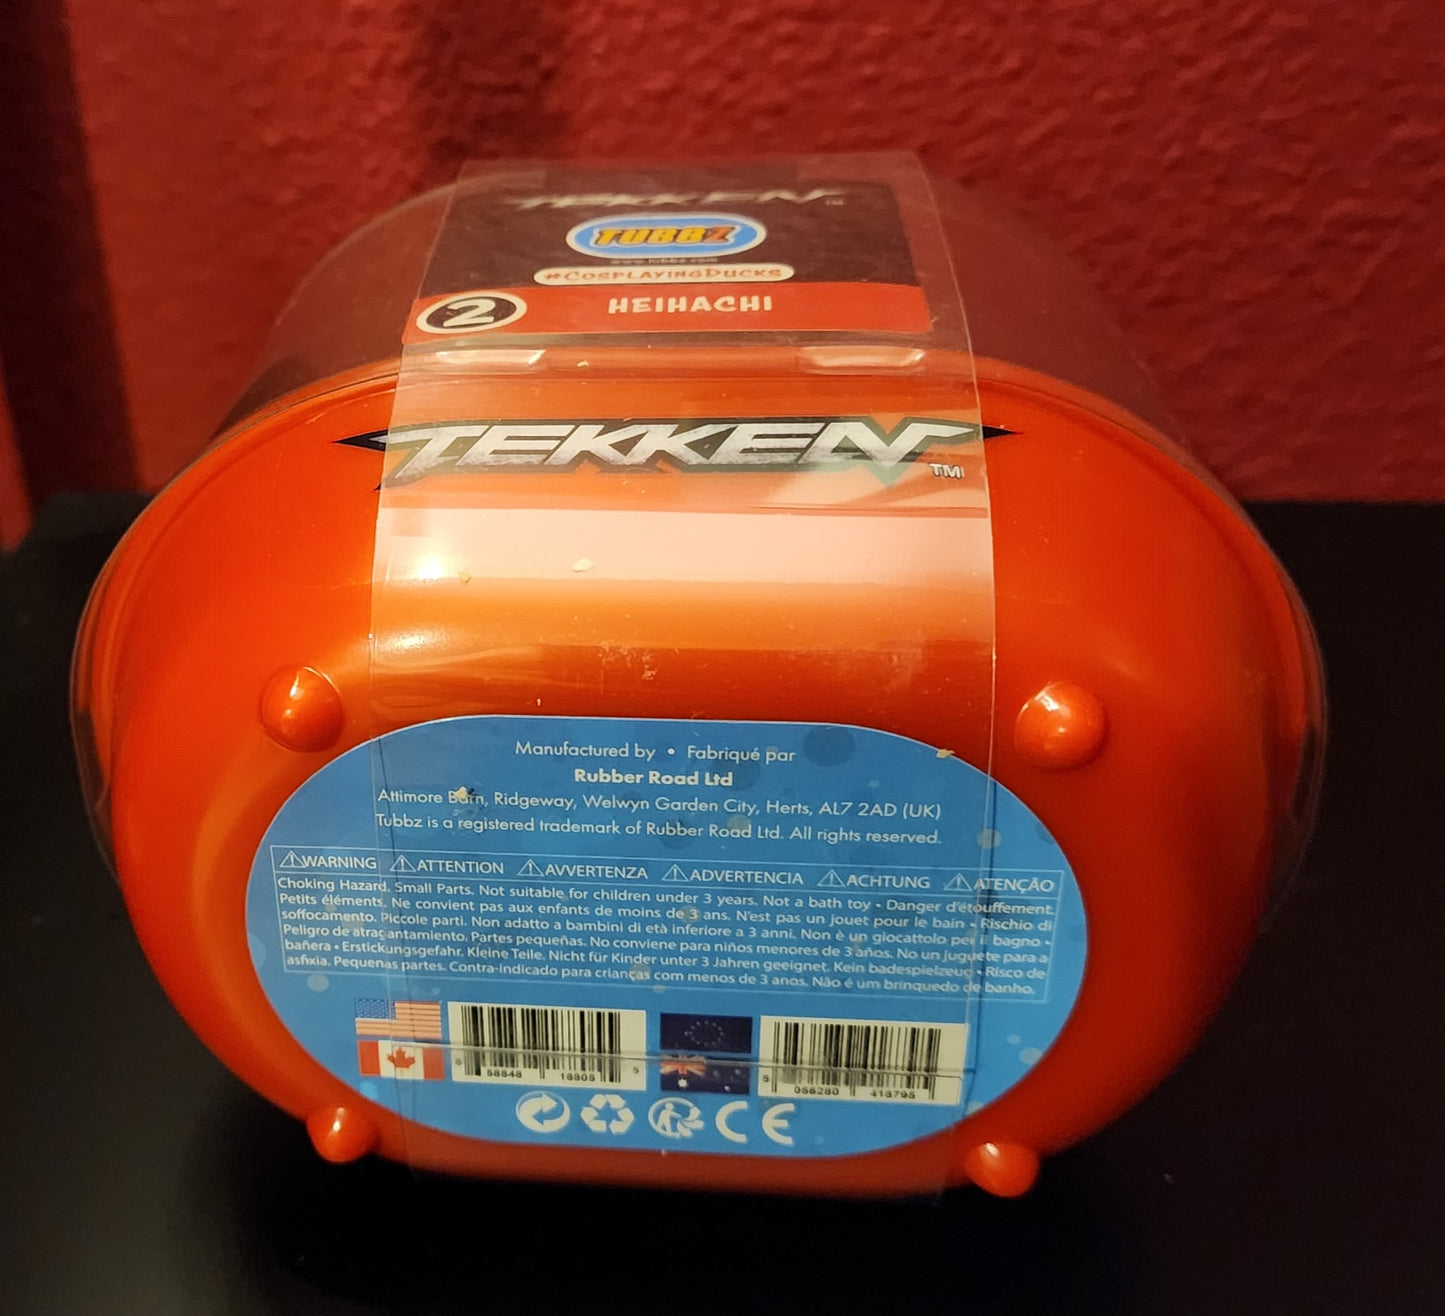 TEKKEN TM
TUBBZ
www.tubbz.com
#COSPLAYINGDUCKS
2 HEIHACHI
TEKKEN TM
Manufactured by • Fabriqué par
Rubber Road Ltd
Attimore Barn, Ridgeway, Welwyn Garden City, Herts, AL7 2AD (UK)
Tubbz is a registered trademark of Rubber Road Ltd. All rights reserved.
WARNING ATTENTION AVVERTENZA ADVERTENCIA ACHTUNG ATENÇÃO
Choking Hazard. Small Parts. Not suitable for children under 3 years. Not a bath toy • Danger d'étouffement.
Petits éléments. Ne convient pas aux enfants de moins de 3 ans. N'est pas un jouet pour le bain • Rischio di
soffocamento. Piccole parti. Non adatto a bambini di età inferiore a 3 anni. Non è un giocattolo per il bagno •
Peligro de atragantamiento. Partes pequeñas. No conviene para niños menores de 3 años. No un juguete para a
bañera • Erstickungsgefahr. Kleine Teile. Nicht für Kinder unter 3 Jahren geeignet. Kein badespielzeug • Risco de
asfixia. Pequenas partes. Contra-indicado para crianças com menos de 3 anos. Não é um brinquedo de banho.
6 58848 18805 5
5 056280 418795
CE